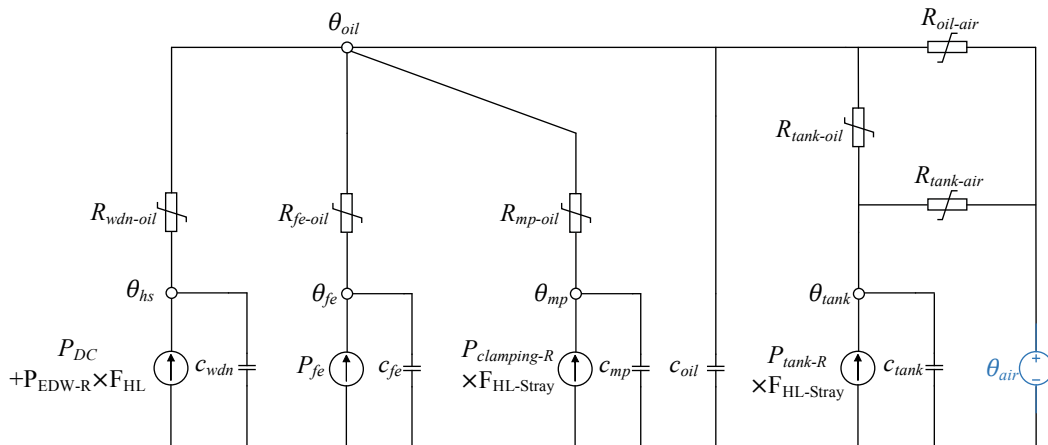 θoil
Roil-air
Rtank-oil
Rtank-air
Rwdn-oil
Rfe-oil
Rmp-oil
θhs
θfe
θmp
θtank
PDC
+PEDW-R×FHL
cwdn
Pfe
cfe
Pclamping-R
×FHL-Stray
cmp
coil
Ptank-R
×FHL-Stray
ctank
θair
+
−